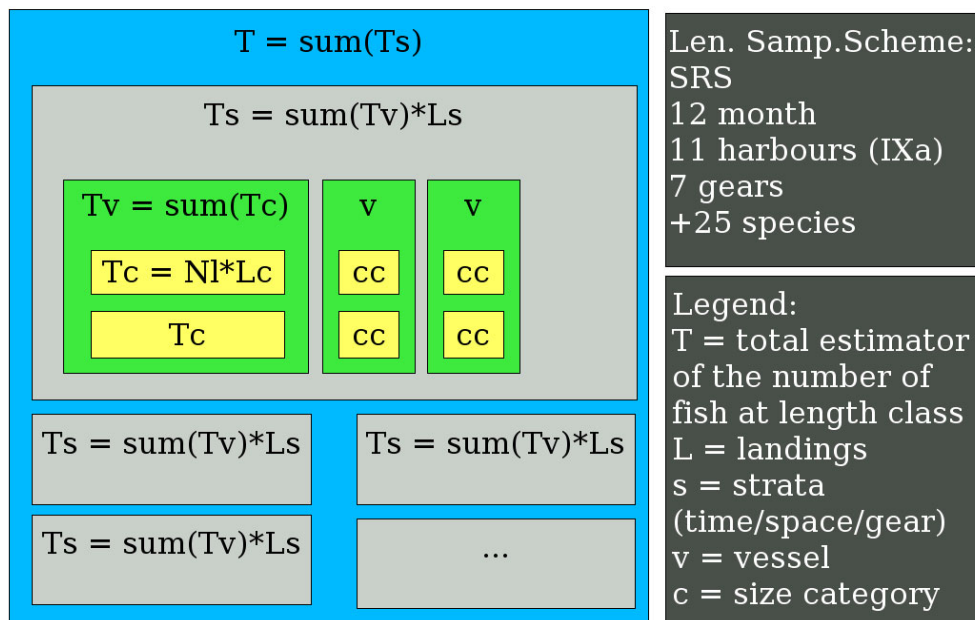 T = sum(Ts)
Ts = sum(Tv)*Ls
Tv = sum(Tc)
v
v
Tc = Nl*Lc
cc
cc
Tc
cc
cc
Ts = sum(Tv)*Ls
Ts = sum(Tv)*Ls
Ts = sum(Tv)*Ls
...
Len. Samp.Scheme:
SRS
12 month
11 harbours (IXa)
7 gears
+25 species
Legend:
T = total estimator
of the number of
fish at length class
L = landings
s = strata
(time/space/gear)
v = vessel
c = size category